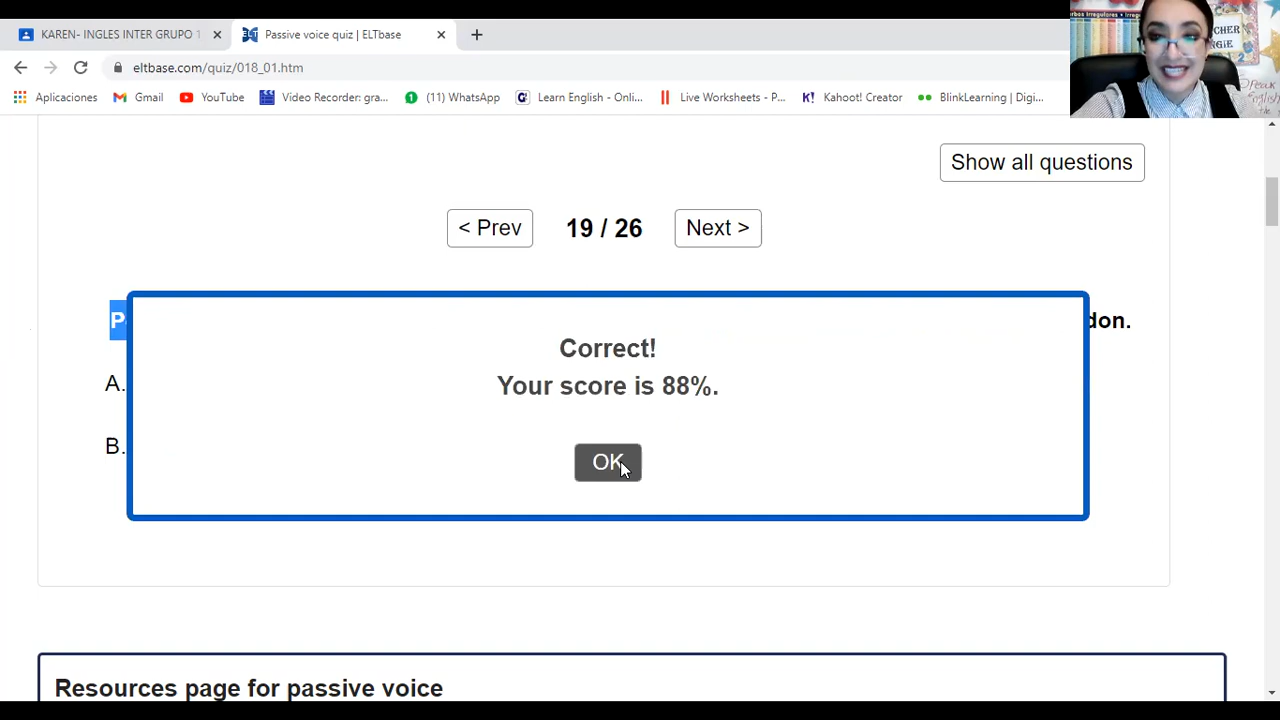 KAREN- INGLES INTER GRUPO 1
Passive voice quiz | ELTbase
eltbase.com/quiz/018_01.htm
Aplicaciones
Gmail
YouTube
Video Recorder: gra...
(11) WhatsApp
Learn English - Onli...
Live Worksheets - P...
Kahoot! Creator
BlinkLearning | Digi...
Show all questions
< Prev
19 / 26
Next >
P
don.
A.
B.
Correct!
Your score is 88%.
OK
Resources page for passive voice